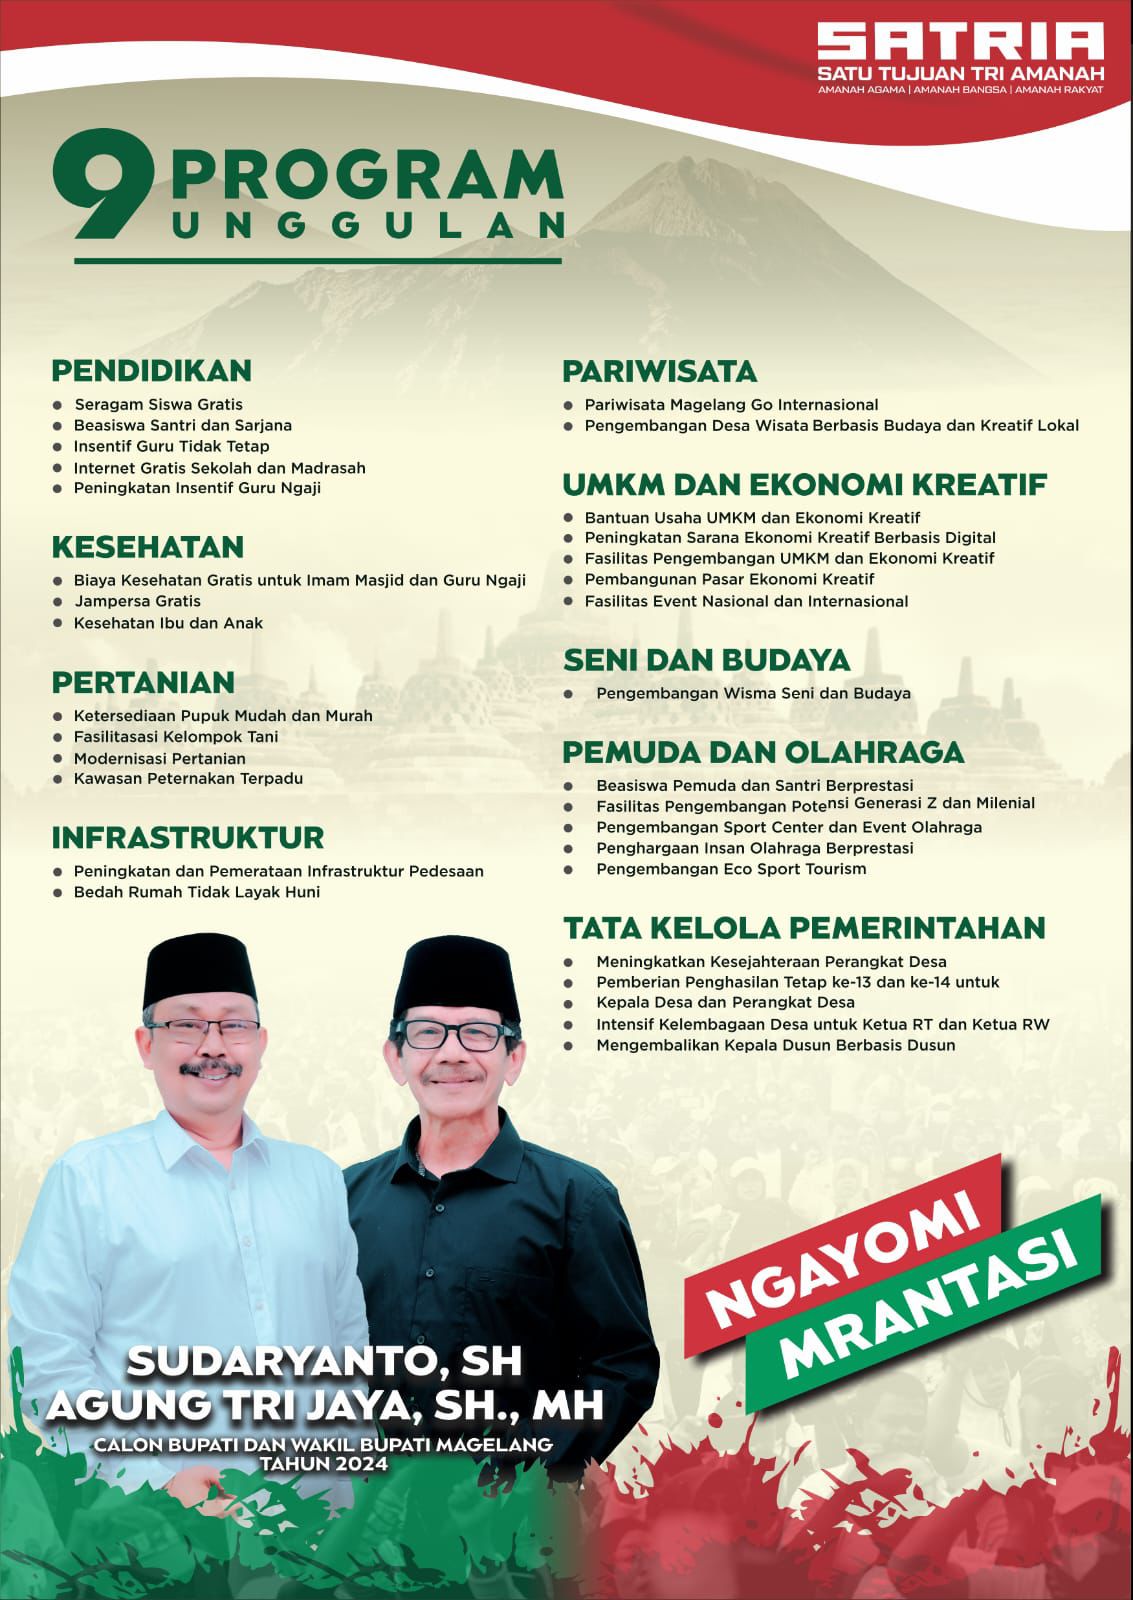 SATRIA
SATU TUJUAN TRI AMANAH
AMANAH AGAMA | AMANAH BANGSA | AMANAH RAKYAT
9 PROGRAM
UNGGULAN
PENDIDIKAN
• Seragam Siswa Gratis
• Beasiswa Santri dan Sarjana
• Insentif Guru Tidak Tetap
• Internet Gratis Sekolah dan Madrasah
• Peningkatan Insentif Guru Ngaji
KESEHATAN
• Biaya Kesehatan Gratis untuk Imam Masjid dan Guru Ngaji
• Jampersa Gratis
• Kesehatan Ibu dan Anak
PERTANIAN
• Ketersediaan Pupuk Mudah dan Murah
• Fasilitasasi Kelompok Tani
• Modernisasi Pertanian
• Kawasan Peternakan Terpadu
INFRASTRUKTUR
• Peningkatan dan Pemerataan Infrastruktur Pedesaan
• Bedah Rumah Tidak Layak Huni
PARIWISATA
• Pariwisata Magelang Go Internasional
• Pengembangan Desa Wisata Berbasis Budaya dan Kreatif Lokal
UMKM DAN EKONOMI KREATIF
• Bantuan Usaha UMKM dan Ekonomi Kreatif
• Peningkatan Sarana Ekonomi Kreatif Berbasis Digital
• Fasilitas Pengembangan UMKM dan Ekonomi Kreatif
• Pembangunan Pasar Ekonomi Kreatif
• Fasilitas Event Nasional dan Internasional
SENI DAN BUDAYA
• Pengembangan Wisma Seni dan Budaya
PEMUDA DAN OLAHRAGA
• Beasiswa Pemuda dan Santri Berprestasi
• Fasilitas Pengembangan Potensi Generasi Z dan Milenial
• Pengembangan Sport Center dan Event Olahraga
• Penghargaan Insan Olahraga Berprestasi
• Pengembangan Eco Sport Tourism
TATA KELOLA PEMERINTAHAN
• Meningkatkan Kesejahteraan Perangkat Desa
• Pemberian Penghasilan Tetap ke-13 dan ke-14 untuk
• Kepala Desa dan Perangkat Desa
• Intensif Kelembagaan Desa untuk Ketua RT dan Ketua RW
• Mengembalikan Kepala Dusun Berbasis Dusun
NGAYOMI
MRANTASI
SUDARYANTO, SH
AGUNG TRI JAYA, SH., MH
CALON BUPATI DAN WAKIL BUPATI MAGELANG
TAHUN 2024